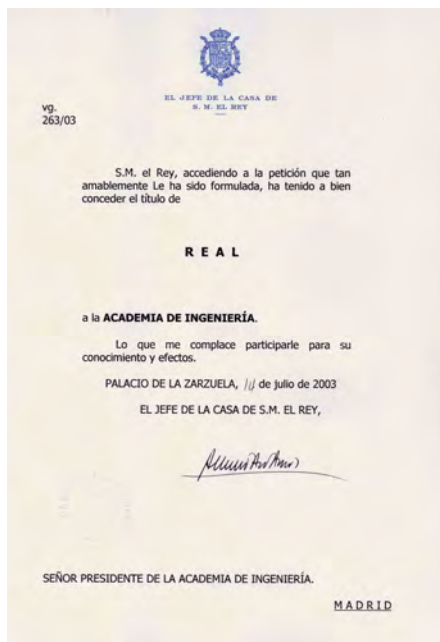 EL JEFE DE LA CASA DE
S. M. EL REY
vg.
263/03
S.M. el Rey, accediendo a la petición que tan
amablemente Le ha sido formulada, ha tenido a bien
conceder el título de
R E A L
a la ACADEMIA DE INGENIERÍA.
Lo que me complace participarle para su
conocimiento y efectos.
PALACIO DE LA ZARZUELA, de julio de 2003
EL JEFE DE LA CASA DE S.M. EL REY,
SEÑOR PRESIDENTE DE LA ACADEMIA DE INGENIERÍA.
MADRID